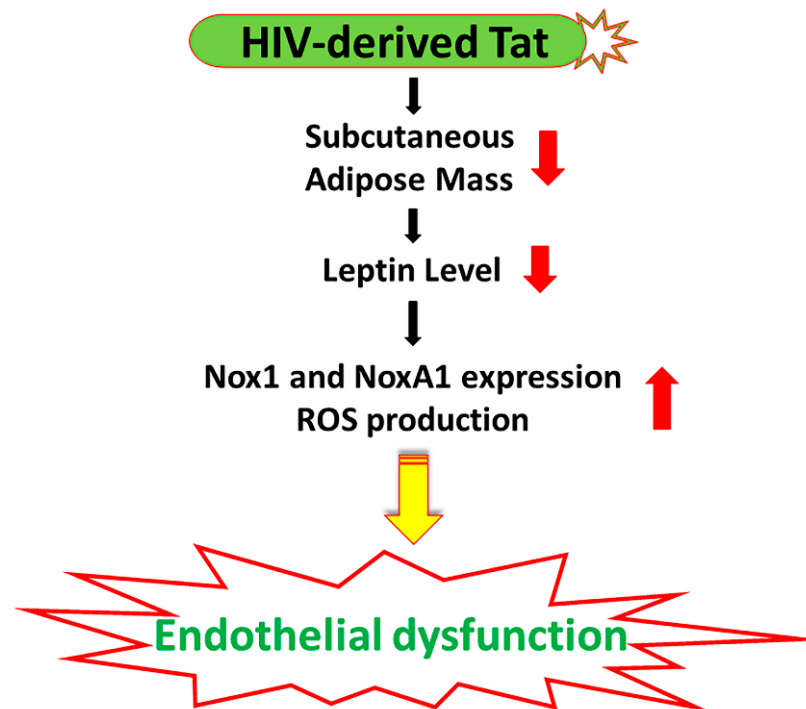 HIV-derived Tat
Subcutaneous
Adipose Mass
Leptin Level
Nox1 and NoxA1 expression
ROS production
Endothelial dysfunction